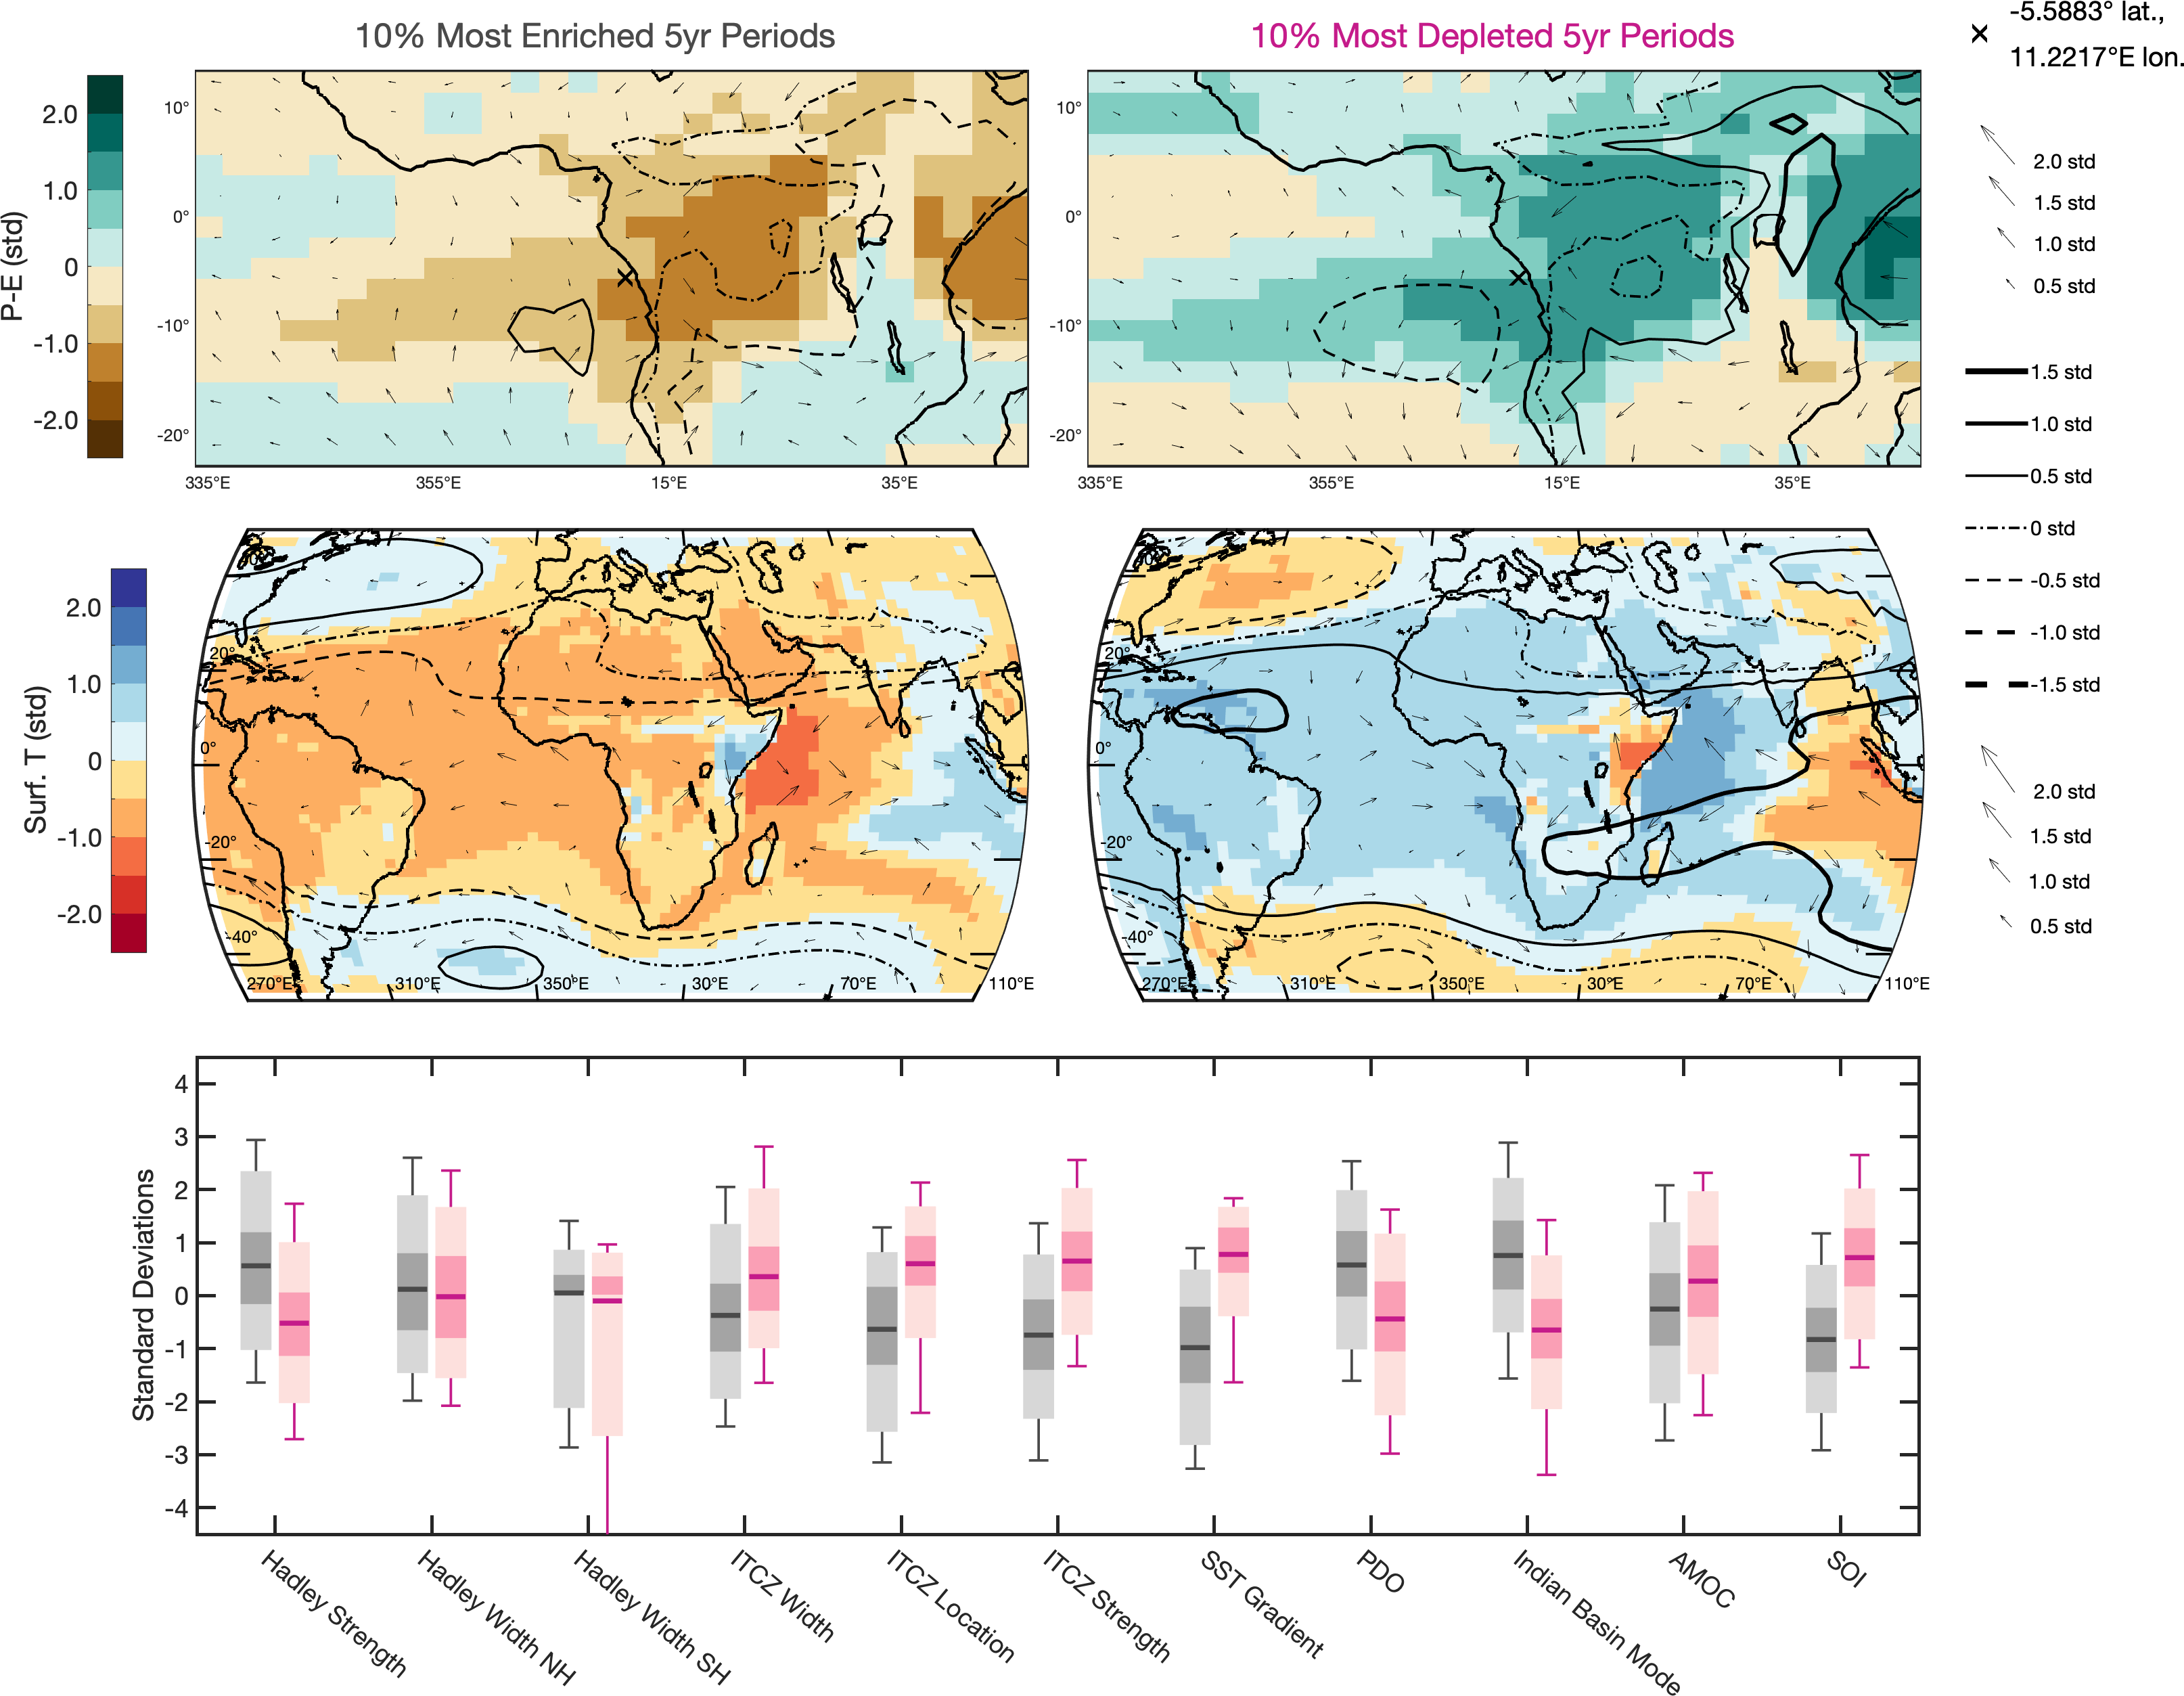 10% Most Enriched 5yr Periods
10% Most Depleted 5yr Periods
-5.5883° lat.,
11.2217°E lon.
P-E (std)
2.0
1.0
0
-1.0
-2.0
10°
0°
-10°
-20°
335°E
355°E
15°E
35°E
10°
0°
-10°
-20°
335°E
355°E
15°E
35°E
2.0 std
1.5 std
1.0 std
0.5 std
1.5 std
1.0 std
0.5 std
0 std
-0.5 std
-1.0 std
-1.5 std
Surf. T (std)
2.0
1.0
0
-1.0
-2.0
20°
0°
-20°
-40°
270°E
310°E
350°E
30°E
70°E
110°E
20°
0°
-20°
-40°
270°E
310°E
350°E
30°E
70°E
110°E
2.0 std
1.5 std
1.0 std
0.5 std
Standard Deviations
4
3
2
1
0
-1
-2
-3
-4
Hadley Strength
Hadley Width NH
Hadley Width SH
ITCZ Width
ITCZ Location
ITCZ Strength
SST Gradient
PDO
Indian Basin Mode
AMOC
SOI